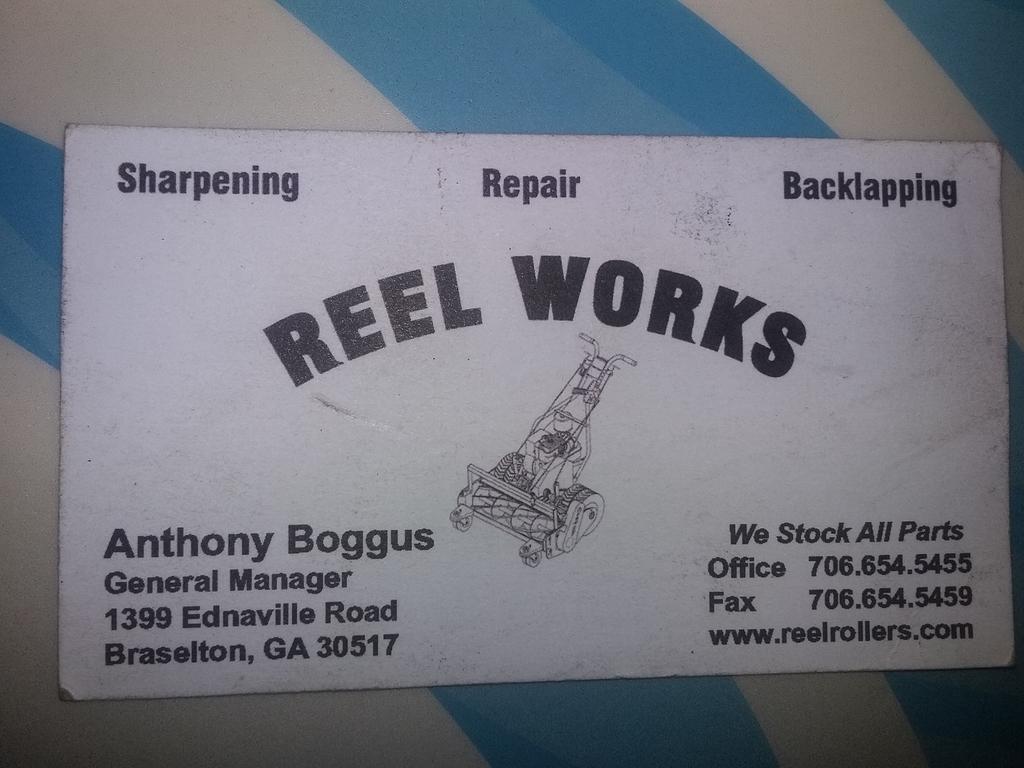 Sharpening Repair Backlapping
REEL WORKS
Anthony Boggus
General Manager
1399 Ednaville Road
Braselton, GA 30517
We Stock All Parts
Office 706.654.5455
Fax 706.654.5459
www.reelrollers.com